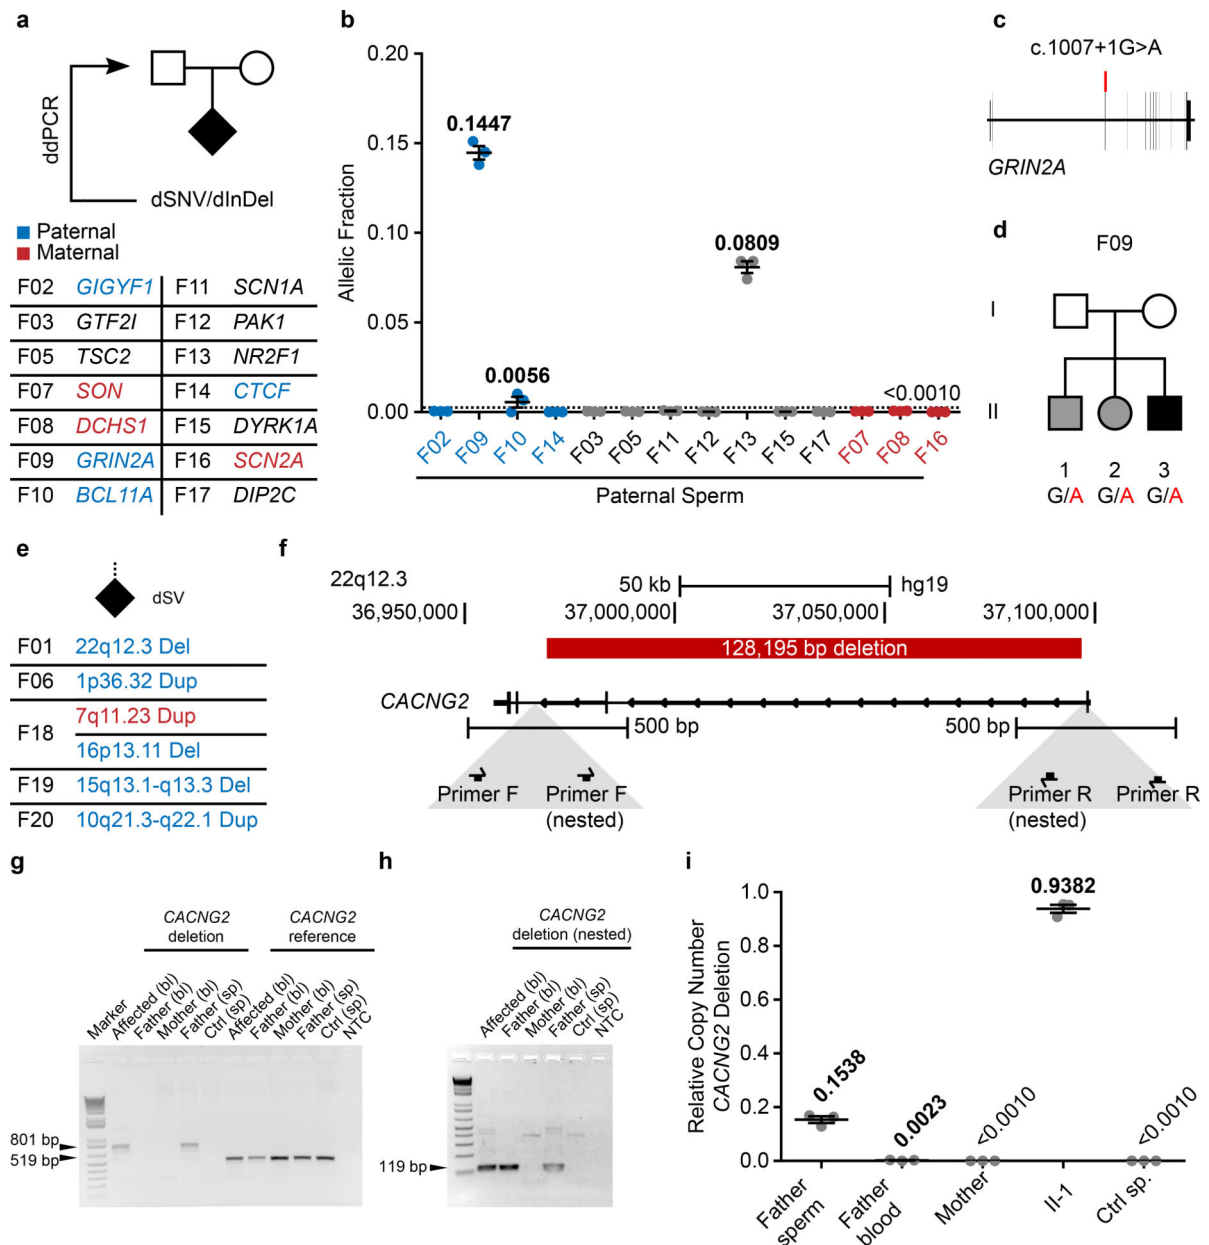 a
ddPCR
dSNV/dInDel
Paternal
Maternal
F02 GIGYF1 F11 SCN1A
F03 GTF2I F12 PAK1
F05 TSC2 F13 NR2F1
F07 SON F14 CTCF
F08 DCHS1 F15 DYRK1A
F09 GRIN2A F16 SCN2A
F10 BCL11A F17 DIP2C
b
Allelic Fraction
0.20
0.15
0.10
0.05
0.00
0.1447
0.0056
0.0809
<0.0010
F02 F09 F10 F14 F03 F05 F11 F12 F13 F15 F17 F07 F08 F16
Paternal Sperm
c
c.1007+1G>A
GRIN2A
d
F09
I
II
1 2 3
G/A G/A G/A
e
dSV
F01 22q12.3 Del
F06 1p36.32 Dup
F18 7q11.23 Dup
16p13.11 Del
F19 15q13.1-q13.3 Del
F20 10q21.3-q22.1 Dup
f
22q12.3 50 kb hg19
36,950,000 37,000,000 37,050,000 37,100,000
128,195 bp deletion
CACNG2
500 bp 500 bp
Primer F Primer F Primer R Primer R
(nested) (nested)
g
CACNG2 CACNG2
deletion reference
Marker Affected (bl) Father (bl) Mother (bl) Father (sp) Ctrl (sp) Affected (bl) Father (bl) Mother (bl) Father (sp) Ctrl (sp) NTC
801 bp
519 bp
h
CACNG2
deletion (nested)
Affected (bl) Father (bl) Mother (bl) Father (sp) Ctrl (sp) NTC
119 bp
i
Relative Copy Number
CACNG2 Deletion
1.0
0.8
0.6
0.4
0.2
0.0
0.1538
0.0023
<0.0010
0.9382
<0.0010
Father
sperm
Father
blood
Mother
II-1
Ctrl sp.